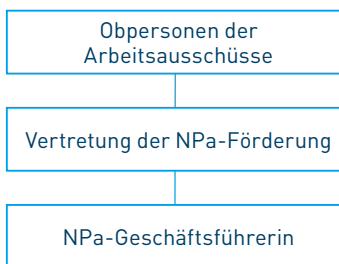 Obpersonen der
Arbeitsausschüsse
Vertretung der NPa-Förderung
NPa-Geschäftsführerin